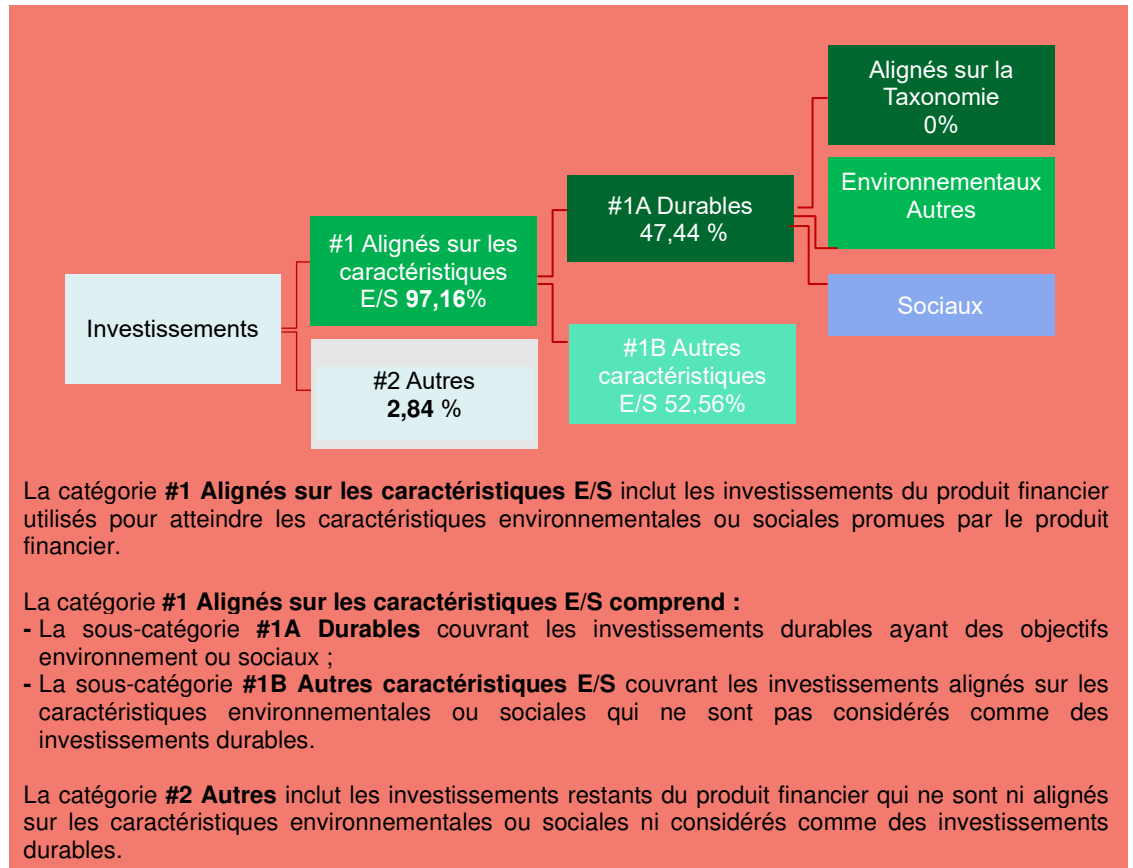 Alignés sur la
Taxonomie
0%
Environnementaux
Autres
#1A Durables
47,44 %
#1 Alignés sur les
caractéristiques
E/S 97,16%
Sociaux
Investissements
#1B Autres
caractéristiques
E/S 52,56%
#2 Autres
2,84 %
La catégorie #1 Alignés sur les caractéristiques E/S inclut les investissements du produit financier
utilisés pour atteindre les caractéristiques environnementales ou sociales promues par le produit
financier.
La catégorie #1 Alignés sur les caractéristiques E/S comprend :
- La sous-catégorie #1A Durables couvrant les investissements durables ayant des objectifs
environnement ou sociaux ;
- La sous-catégorie #1B Autres caractéristiques E/S couvrant les investissements alignés sur les
caractéristiques environnementales ou sociales qui ne sont pas considérés comme des
investissements durables.
La catégorie #2 Autres inclut les investissements restants du produit financier qui ne sont ni alignés
sur les caractéristiques environnementales ou sociales ni considérés comme des investissements
durables.